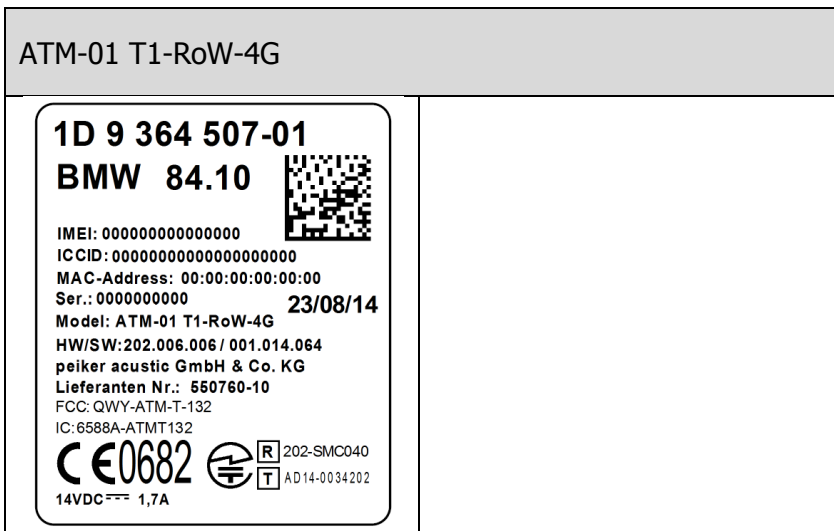 ATM-01 T1-RoW-4G
1D 9 364 507-01
BMW 84.10
IMEI: 000000000000000
ICCID: 00000000000000000000
MAC-Address: 00:00:00:00:00:00
Ser.: 0000000000
23/08/14
Model: ATM-01 T1-RoW-4G
HW/SW:202.006.006 / 001.014.064
peiker acustic GmbH & Co. KG
Lieferanten Nr.: 550760-10
FCC: QWY-ATM-T-132
IC: 6588A-ATMT132
CE0682
R 202-SMC040
T AD14-0034202
14VDC⎓ 1,7A